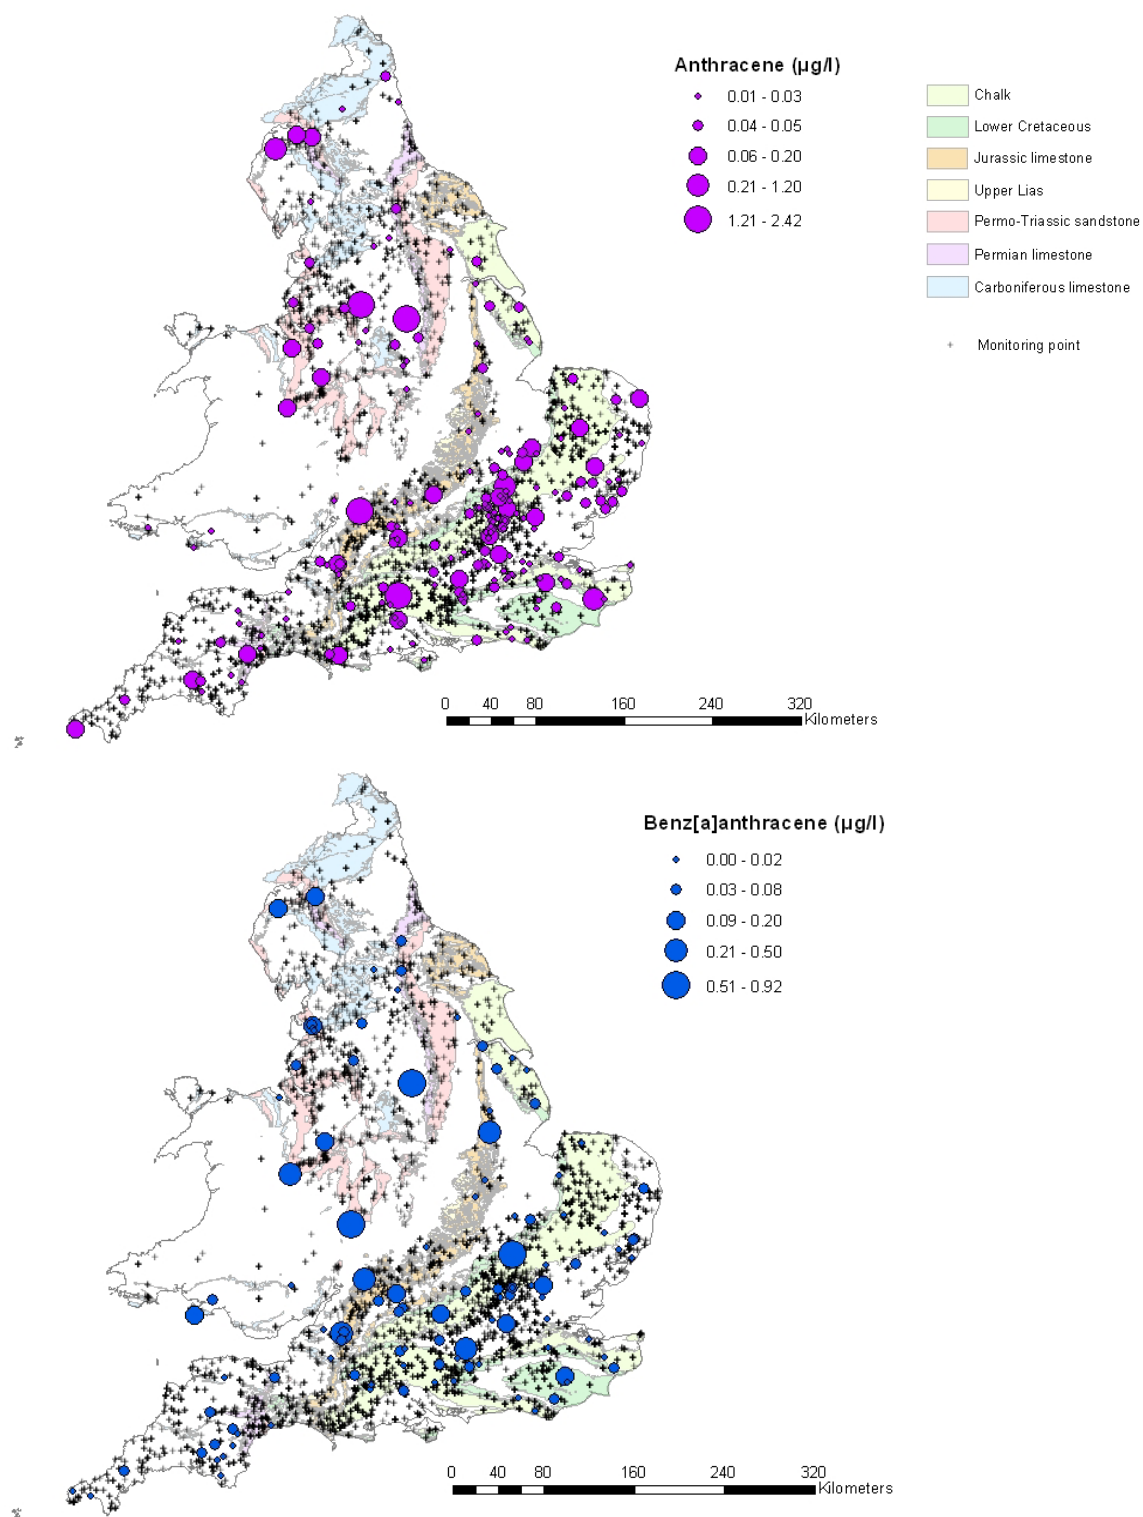 Anthracene (µg/l)
0.01 - 0.03
0.04 - 0.05
0.06 - 0.20
0.21 - 1.20
1.21 - 2.42
Chalk
Lower Cretaceous
Jurassic limestone
Upper Lias
Permo-Triassic sandstone
Permian limestone
Carboniferous limestone
Monitoring point
0 40 80 160 240 320
Kilometers
Benz[a]anthracene (µg/l)
0.00 - 0.02
0.03 - 0.08
0.09 - 0.20
0.21 - 0.50
0.51 - 0.92
0 40 80 160 240 320
Kilometers